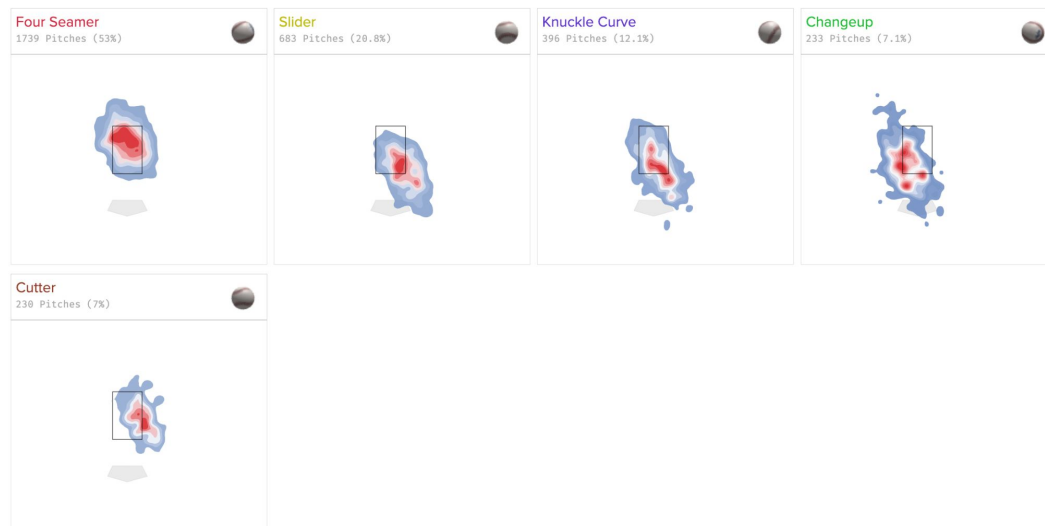 Four Seamer
1739 Pitches (53%)
Slider
683 Pitches (20.8%)
Knuckle Curve
396 Pitches (12.1%)
Changeup
233 Pitches (7.1%)
Cutter
230 Pitches (7%)